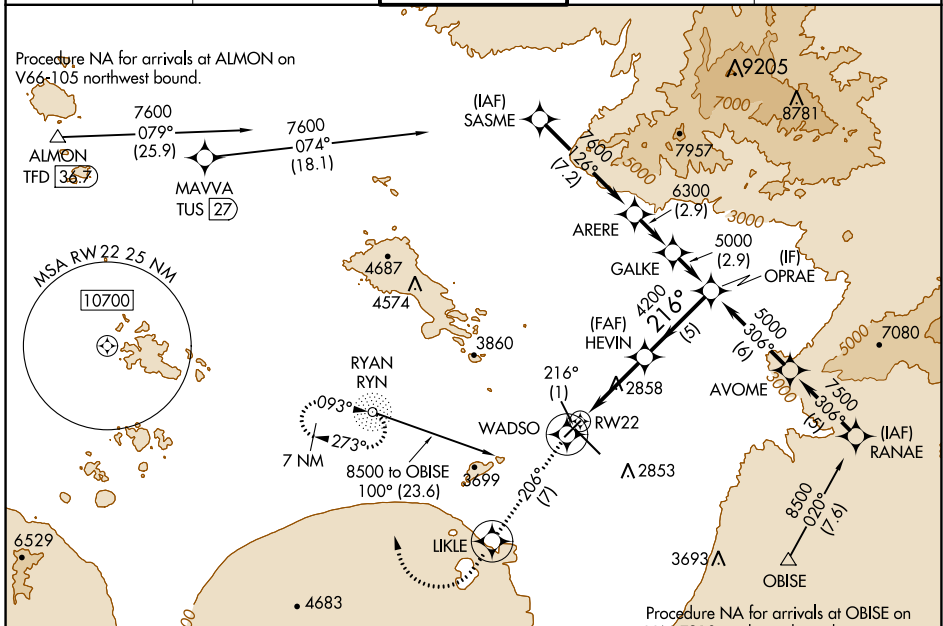 Procedure NA for arrivals at ALMON on
V66-105 northwest bound.
7600
079°
(25.9)
ALMON
TFD 36.7
7600
074°
(18.1)
MAVVA
TUS 27
(IAF)
SASME
7600
126°
(7.2)
5000
9205
7000
8781
7957
6300
(2.9)
3000
ARERE
5000
(2.9)
GALKE
(IF)
OPRAE
MSA RW22 25 NM
10700
4687
4574
3860
4200
216°
(5)
(FAF)
HEVIN
5000
306°
(6)
5000
7080
AVOME
3000
7500
306°
(5)
(IAF)
RANAE
RYAN
RYN
093°
273°
7 NM
8500 to OBISE
100° (23.6)
216°
(1)
2858
WADSO
RW22
3699
2853
206°
(7)
LIKLE
8500
020°
(7.6)
3693
OBISE
6529
4683
Procedure NA for arrivals at OBISE on